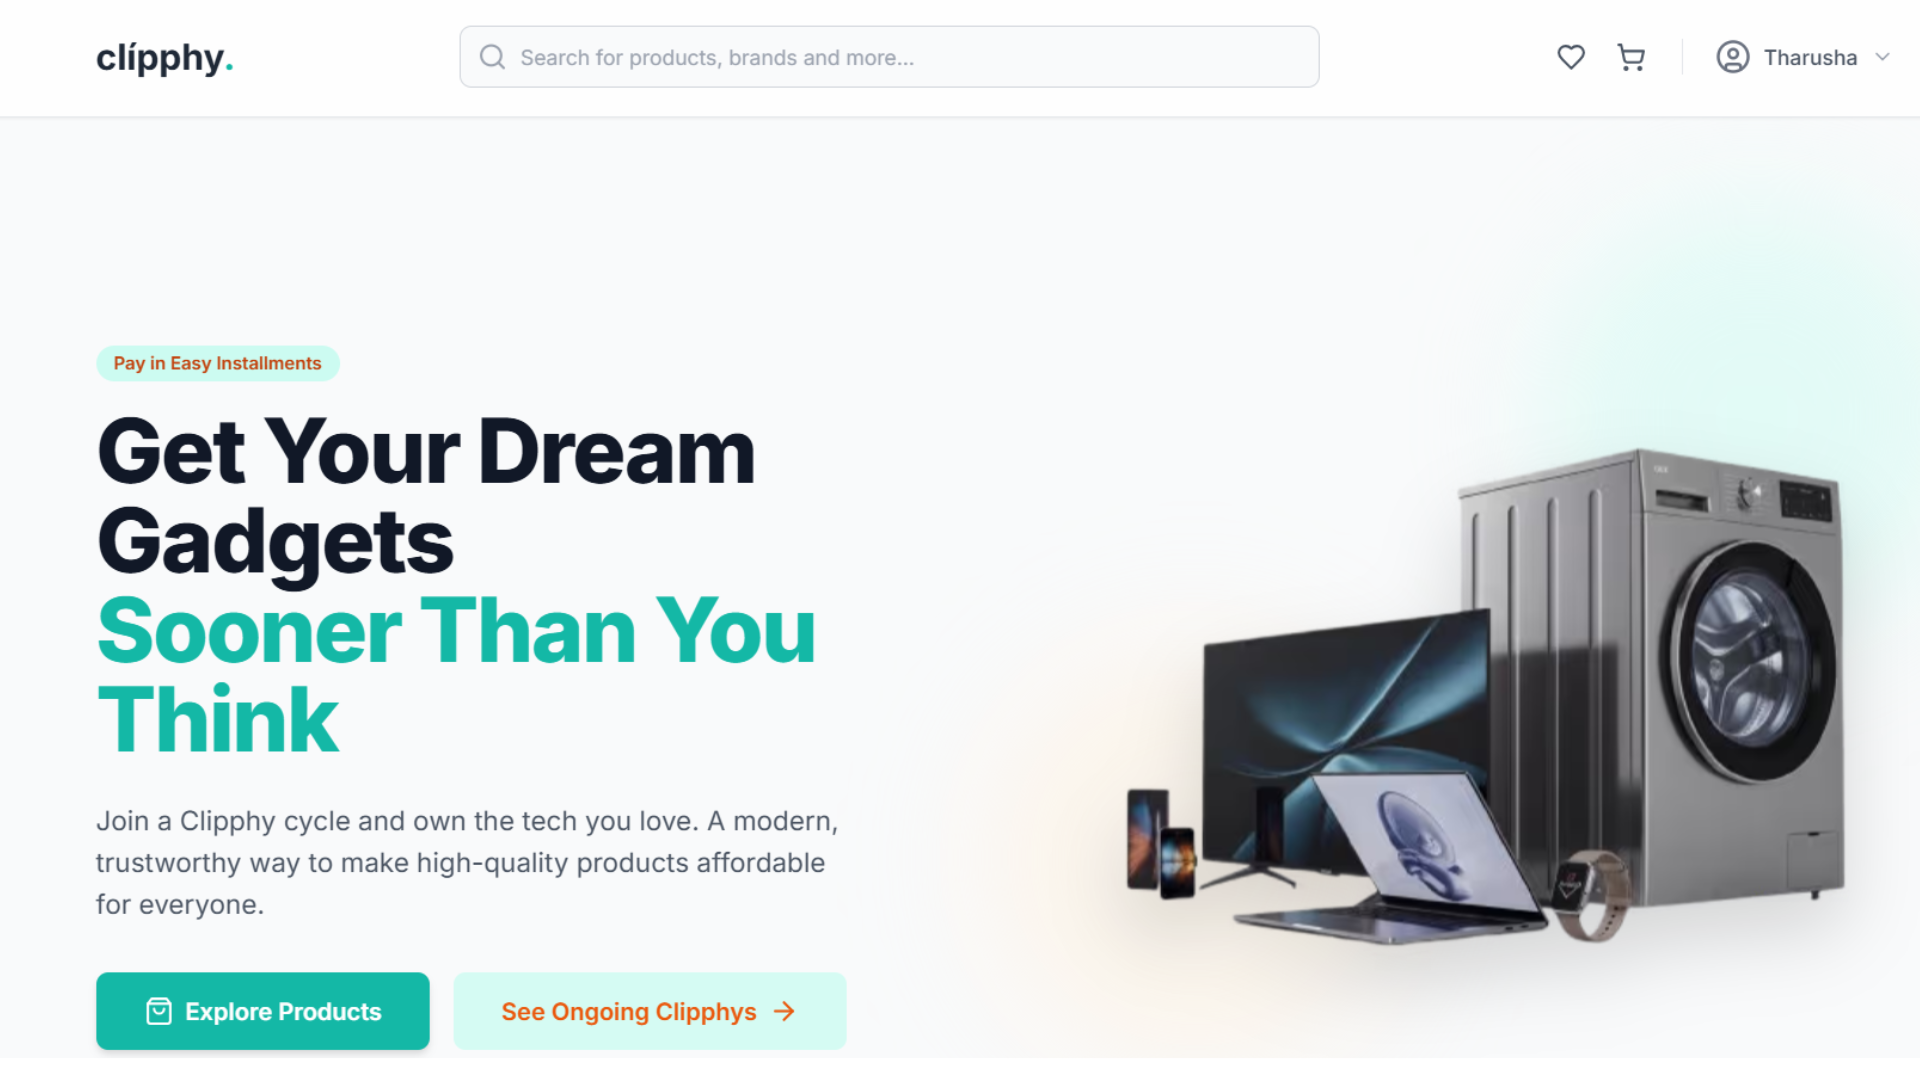 clípphy.
Search for products, brands and more...
Tharusha
Pay in Easy Installments
Get Your Dream
Gadgets
Sooner Than You
Think
Join a Clipphy cycle and own the tech you love. A modern,
trustworthy way to make high-quality products affordable
for everyone.
Explore Products
See Ongoing Clipphys